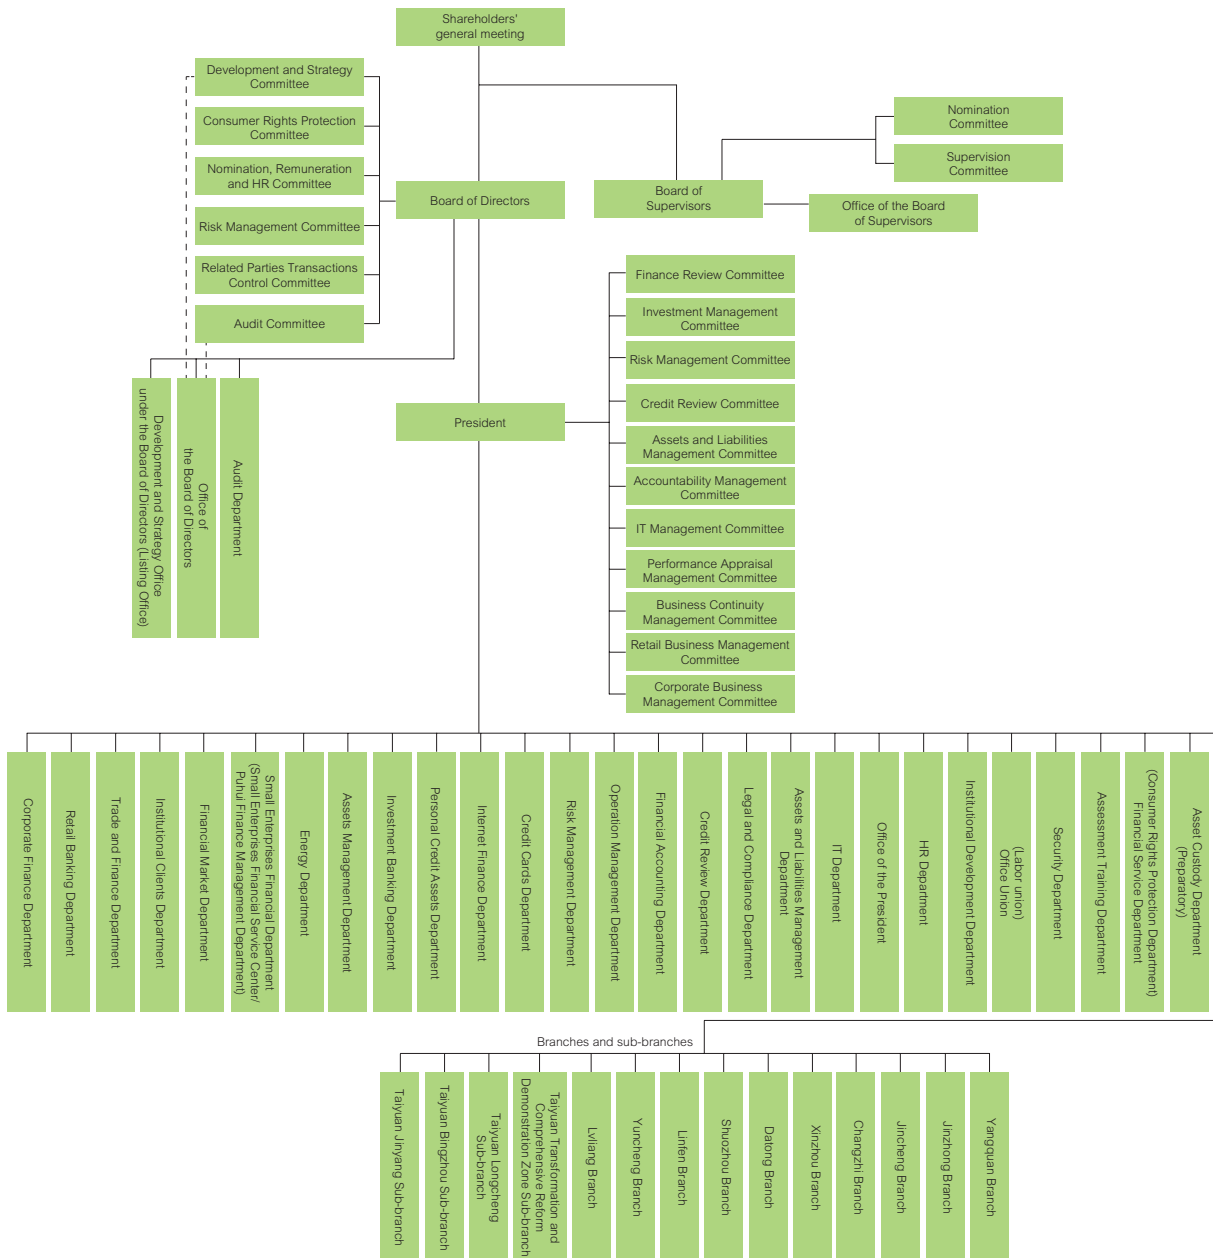 Shareholders'
general meeting
Development and Strategy
Committee
Consumer Rights Protection
Committee
Nomination, Remuneration
and HR Committee
Risk Management Committee
Related Parties Transactions
Control Committee
Audit Committee
Board of Directors
Board of
Supervisors
Nomination
Committee
Supervision
Committee
Office of the Board
of Supervisors
Development and Strategy Office
under the Board of Directors (Listing Office)
Office of
the Board of Directors
Audit Department
President
Finance Review Committee
Investment Management
Committee
Risk Management Committee
Credit Review Committee
Assets and Liabilities
Management Committee
Accountability Management
Committee
IT Management Committee
Performance Appraisal
Management Committee
Business Continuity
Management Committee
Retail Business Management
Committee
Corporate Business
Management Committee
Corporate Finance Department
Retail Banking Department
Trade and Finance Department
Institutional Clients Department
Financial Market Department
Small Enterprises Financial Department
(Small Enterprises Financial Service Center/
Puhui Finance Management Department)
Energy Department
Assets Management Department
Investment Banking Department
Personal Credit Assets Department
Internet Finance Department
Credit Cards Department
Risk Management Department
Operation Management Department
Financial Accounting Department
Credit Review Department
Legal and Compliance Department
Assets and Liabilities Management
Department
IT Department
Office of the President
HR Department
Institutional Development Department
(Labor union)
Office Union
Security Department
Assessment Training Department
(Consumer Rights Protection Department)
Financial Service Department
Asset Custody Department
(Preparatory)
Branches and sub-branches
Taiyuan Jinyang Sub-branch
Taiyuan Bingzhou Sub-branch
Taiyuan Longcheng
Sub-branch
Taiyuan Transformation and
Comprehensive Reform
Demonstration Zone Sub-branch
Lvliang Branch
Yuncheng Branch
Linfen Branch
Shuozhou Branch
Datong Branch
Xinzhou Branch
Changzhi Branch
Jincheng Branch
Jinzhong Branch
Yangquan Branch